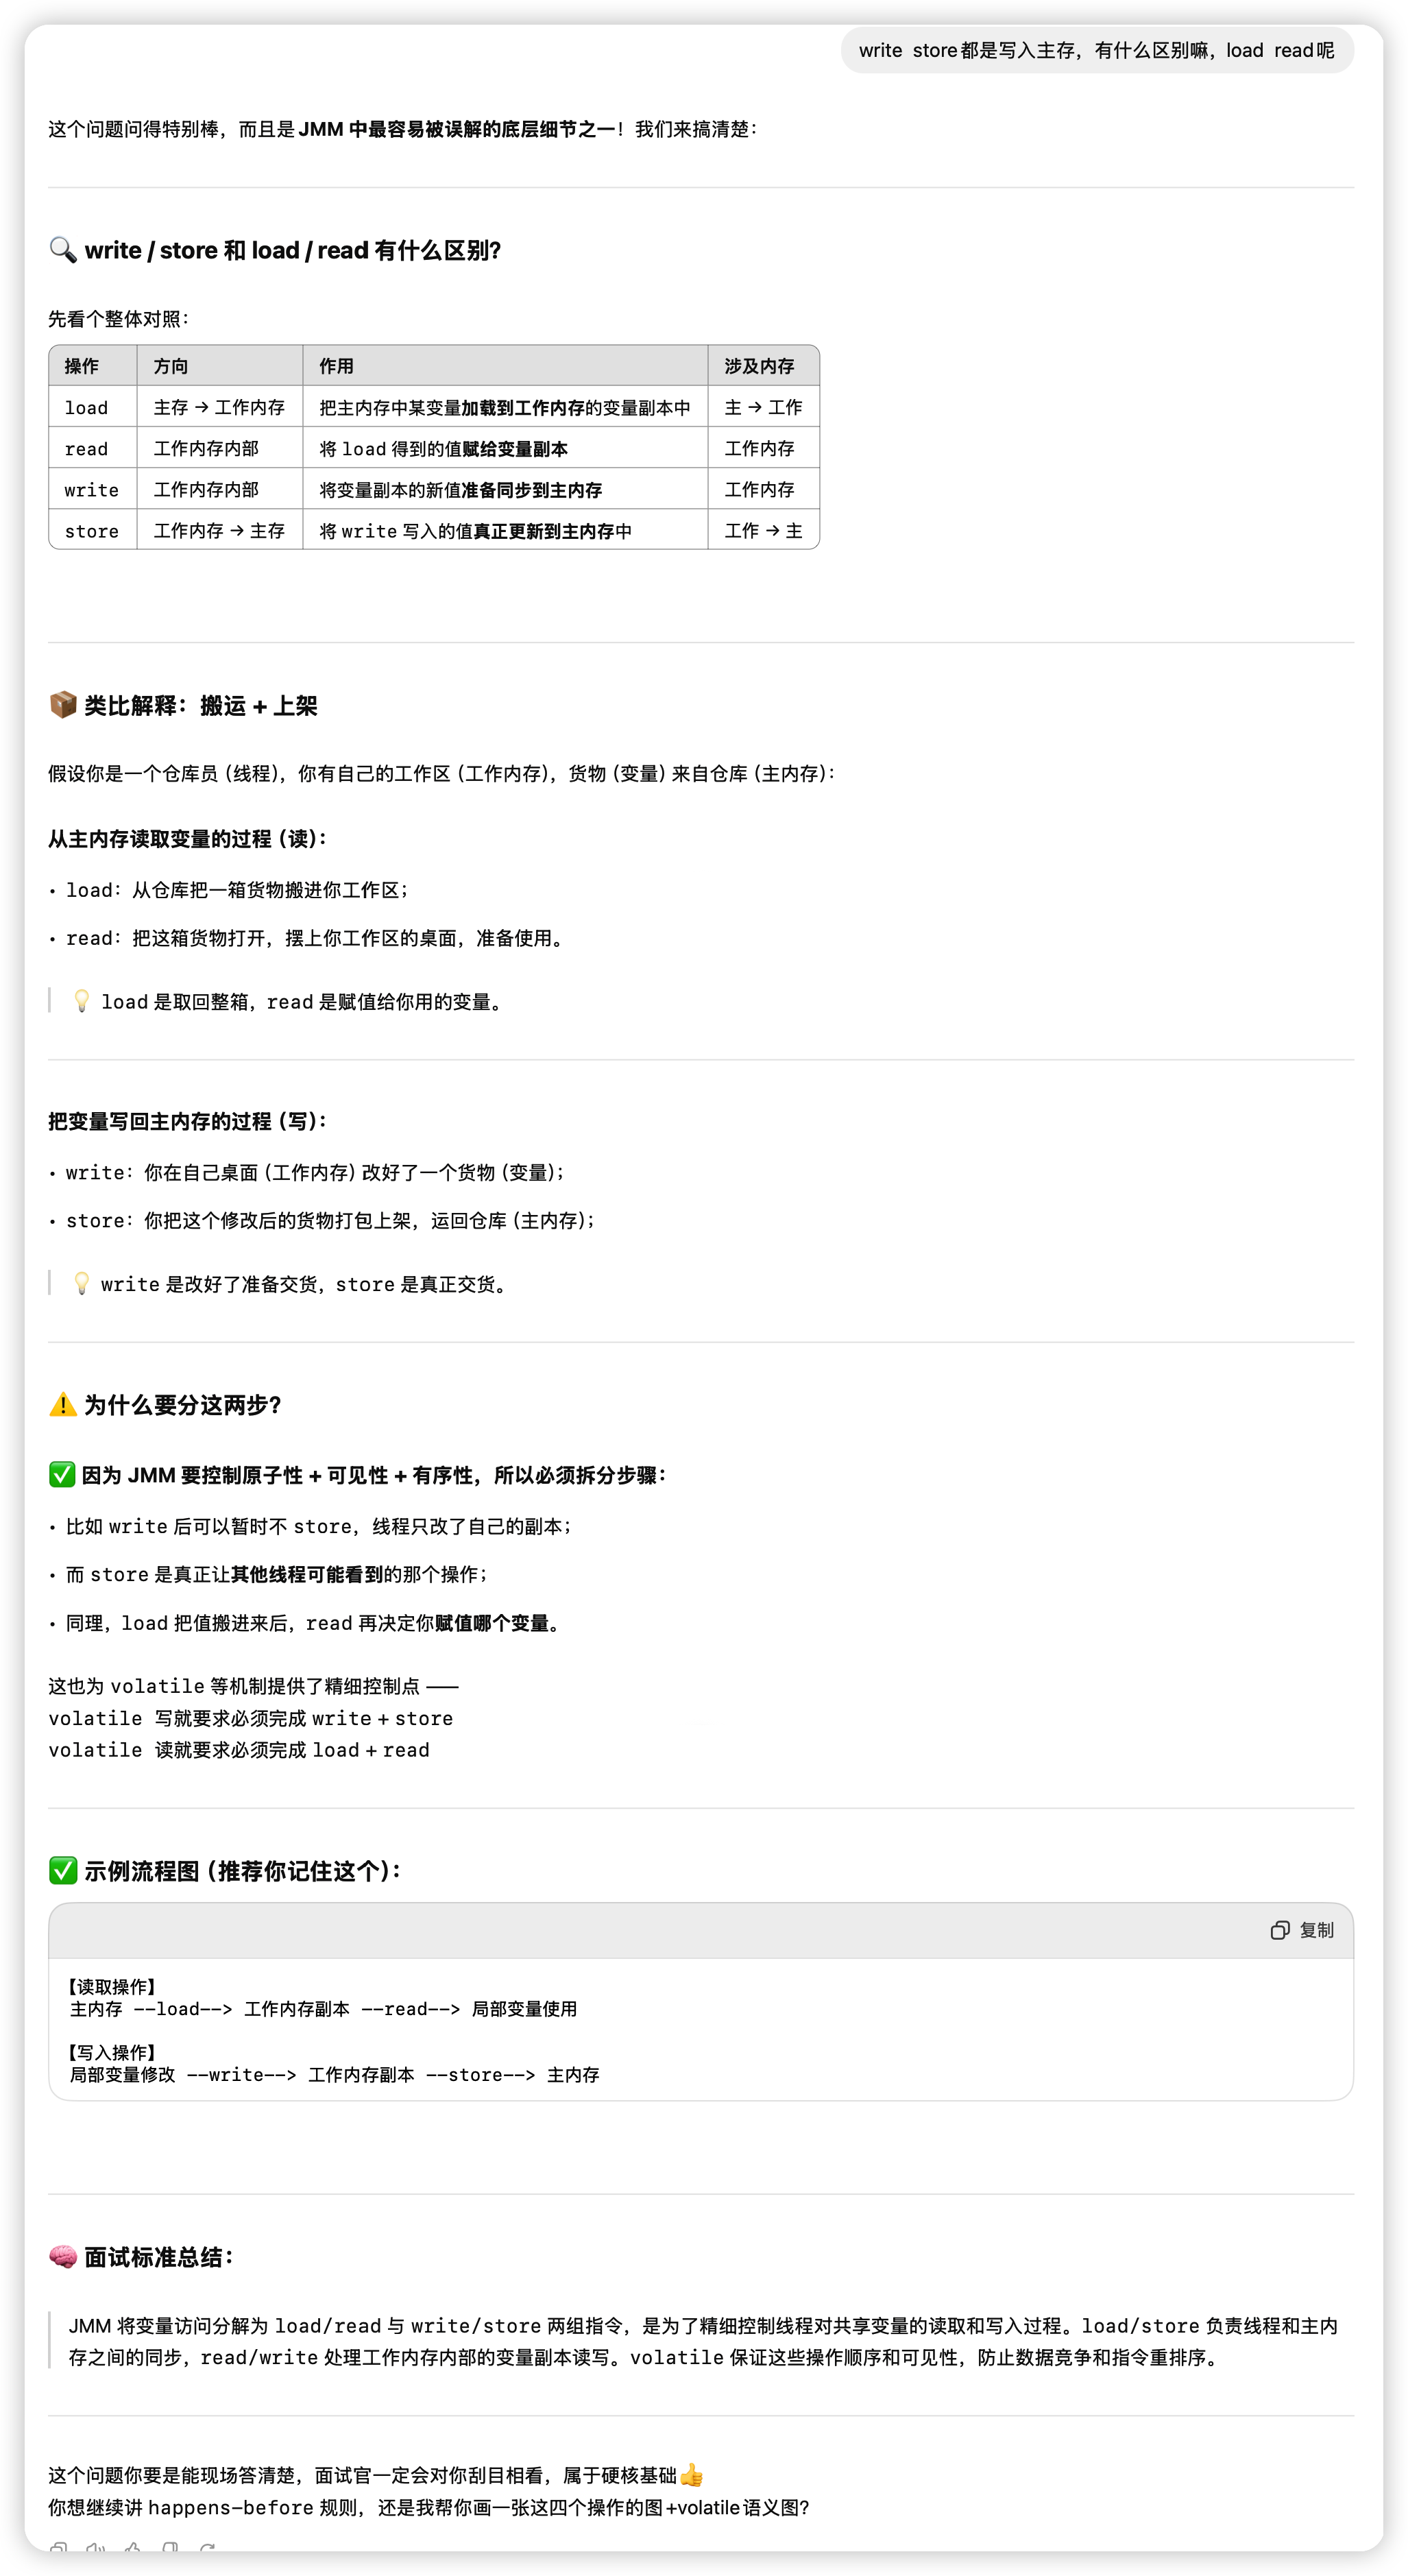 write store都是写入主存，有什么区别嘛，load read呢
这个问题问得特别棒，而且是 JMM 中最容易被误解的底层细节之一！我们来搞清楚：
🔍 write / store 和 load / read 有什么区别？
先看个整体对照：
操作 方向 作用 涉及内存
load 主存 → 工作内存 把主内存中某变量加载到工作内存的变量副本中 主 → 工作
read 工作内存内部 将 load 得到的值赋给变量副本 工作内存
write 工作内存内部 将变量副本的新值准备同步到主内存 工作内存
store 工作内存 → 主存 将 write 写入的值真正更新到主内存中 工作 → 主
📦 类比解释：搬运 + 上架
假设你是一个仓库员（线程），你有自己的工作区（工作内存），货物（变量）来自仓库（主内存）：
从主内存读取变量的过程（读）：
• load：从仓库把一箱货物搬进你工作区；
• read：把这箱货物打开，摆上你工作区的桌面，准备使用。
💡 load 是取回整箱，read 是赋值给你用的变量。
把变量写回主内存的过程（写）：
• write：你在自己桌面（工作内存）改好了一个货物（变量）；
• store：你把这个修改后的货物打包上架，运回仓库（主内存）；
💡 write 是改好了准备交货，store 是真正交货。
⚠️ 为什么要分这两步？
✅ 因为 JMM 要控制原子性 + 可见性 + 有序性，所以必须拆分步骤：
• 比如 write 后可以暂时不 store，线程只改了自己的副本；
• 而 store 是真正让其他线程可能看到的那个操作；
• 同理，load 把值搬进来后，read 再决定你赋值哪个变量。
这也为 volatile 等机制提供了精细控制点 ——
volatile 写就要求必须完成 write + store
volatile 读就要求必须完成 load + read
✅ 示例流程图（推荐你记住这个）：
复制
【读取操作】
主内存 --load--> 工作内存副本 --read--> 局部变量使用
【写入操作】
局部变量修改 --write--> 工作内存副本 --store--> 主内存
🧠 面试标准总结：
JMM 将变量访问分解为 load/read 与 write/store 两组指令，是为了精细控制线程对共享变量的读取和写入过程。load/store 负责线程和主内
存之间的同步，read/write 处理工作内存内部的变量副本读写。volatile 保证这些操作顺序和可见性，防止数据竞争和指令重排序。
这个问题你要是能现场答清楚，面试官一定会对你刮目相看，属于硬核基础👍
你想继续讲 happens-before 规则，还是我帮你画一张这四个操作的图+volatile语义图？